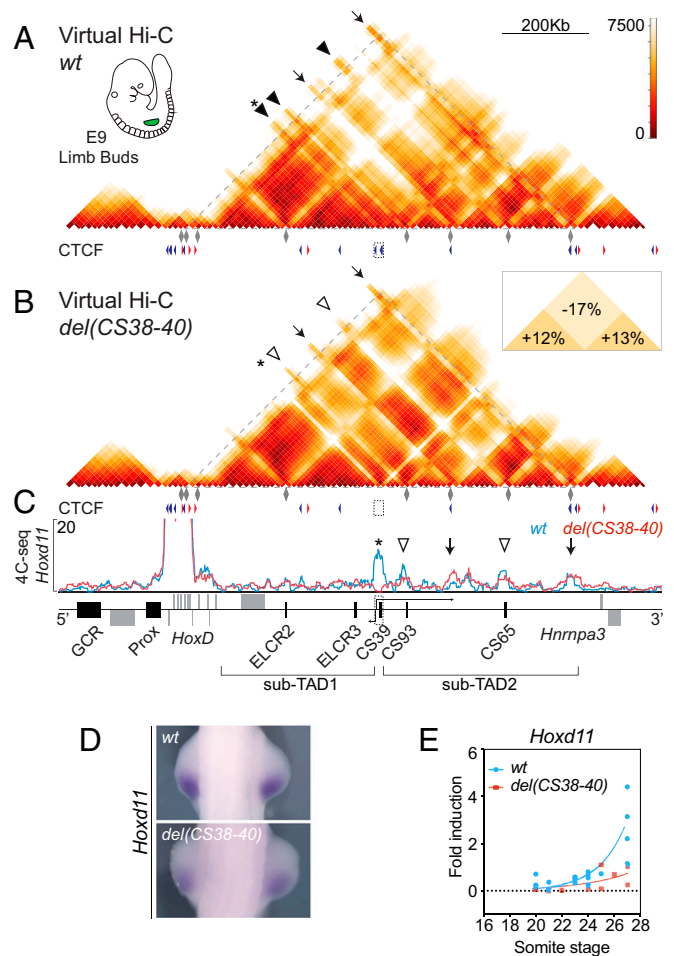 A
Virtual Hi-C
wt
E9
Limb Buds
200Kb
7500
0
*
CTCF
B
Virtual Hi-C
del(CS38-40)
*
-17%
+12%
+13%
CTCF
C
4C-seq
Hoxd11
20
wt
del(CS38-40)
*
5'
3'
GCR
Prox
HoxD
ELCR2
ELCR3
CS39
CS93
CS65
Hnrnpa3
sub-TAD1
sub-TAD2
D
Hoxd11
wt
del(CS38-40)
E
Hoxd11
wt
del(CS38-40)
Fold induction
6
4
2
0
16 18 20 22 24 26 28
Somite stage